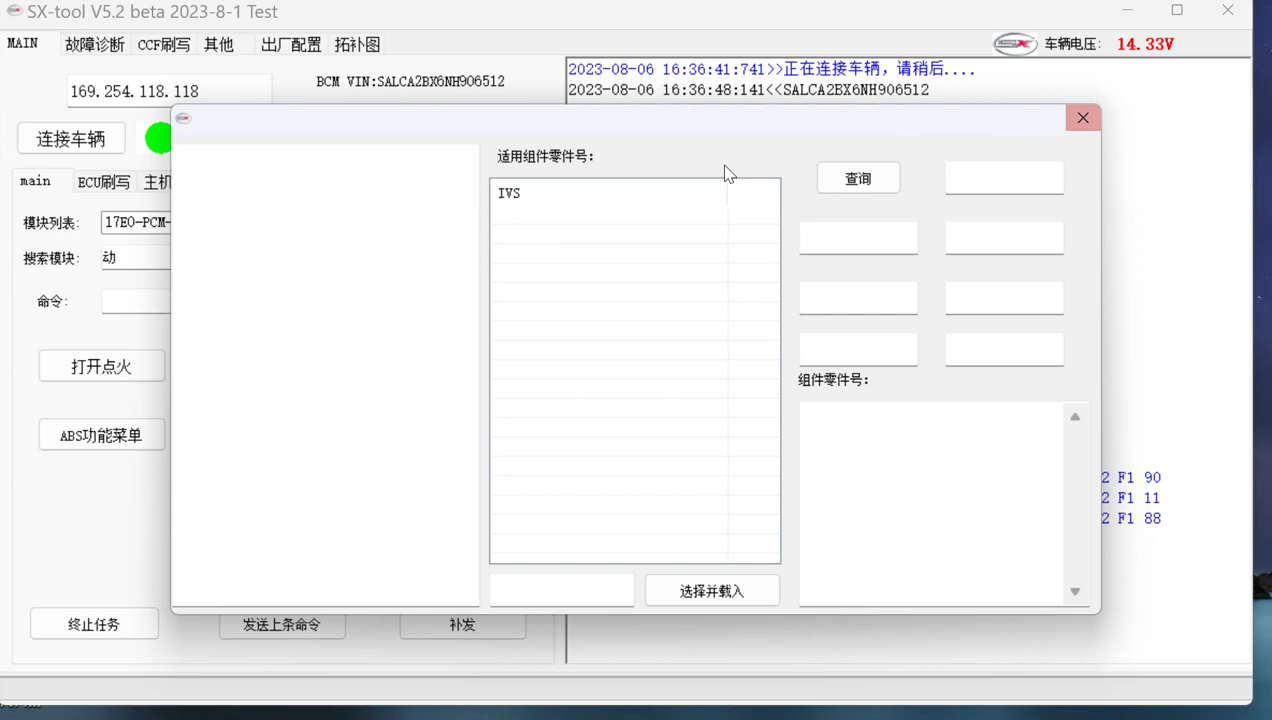 SX-tool V5.2 beta 2023-8-1 Test
MAIN 故障诊断 CCF刷写 其他 出厂配置 拓补图
SX 车辆电压: 14.33V
169.254.118.118
BCM VIN:SALCA2BX6NH906512
2023-08-06 16:36:41:741>>正在连接车辆，请稍后....
2023-08-06 16:36:48:141<<SALCA2BX6NH906512
连接车辆
main ECU刷写 主机
模块列表: 17E0-PCM-
搜索模块: 动
命令:
打开点火
ABS功能菜单
适用组件零件号:
IVS
查询
组件零件号:
选择并载入
2 F1 90
2 F1 11
2 F1 88
终止任务
发送上条命令
补发